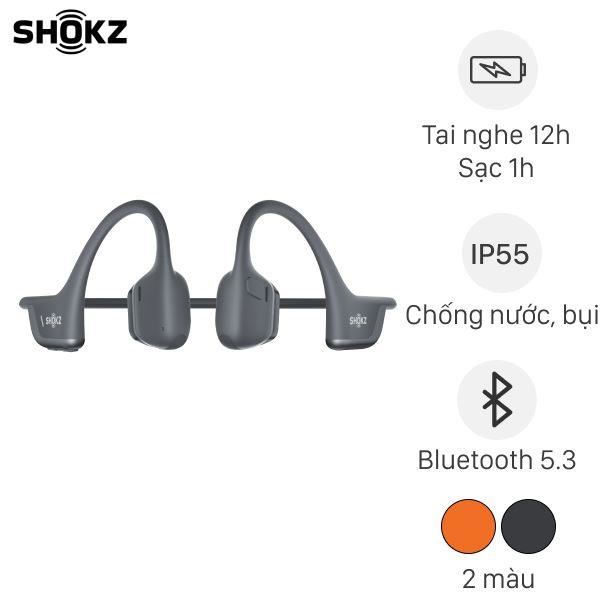 SHOKZ
Tai nghe 12h
Sạc 1h
IP55
Chống nước, bụi
SHOKZ
SHOKZ
Bluetooth 5.3
2 màu